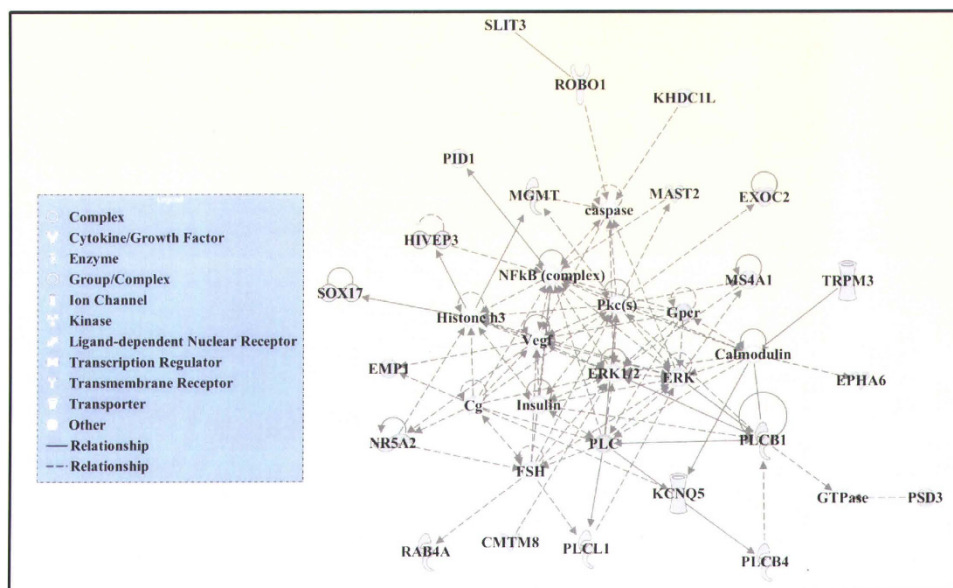 SLIT3
ROBO1
KHDC1L
PID1
MGMT
caspase
MAST2
EXOC2
HIVEP3
NFkB (complex)
MS4A1
TRPM3
SOX17
Histone h3
Pkc(s)
Gpcr
Vegf
Calmodulin
EMP1
ERK1/2
ERK
EPHA6
Cg
Insulin
NR5A2
PLC
PLCB1
FSH
KCNQ5
GTPase
PSD3
RAB4A
CMTM8
PLCL1
PLCB4
Complex
Cytokine/Growth Factor
Enzyme
Group/Complex
Ion Channel
Kinase
Ligand-dependent Nuclear Receptor
Transcription Regulator
Transmembrane Receptor
Transporter
Other
Relationship
Relationship